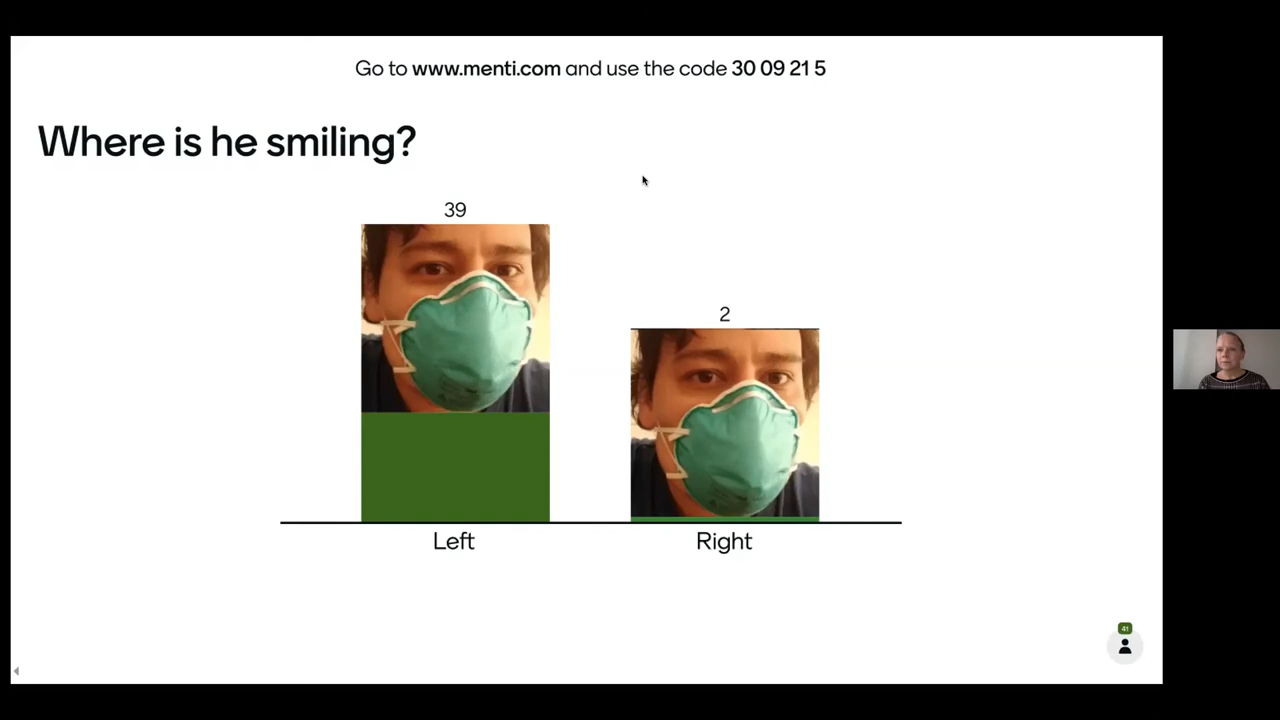 Go to www.menti.com and use the code 30 09 21 5
Where is he smiling?
39
2
Left
Right
41